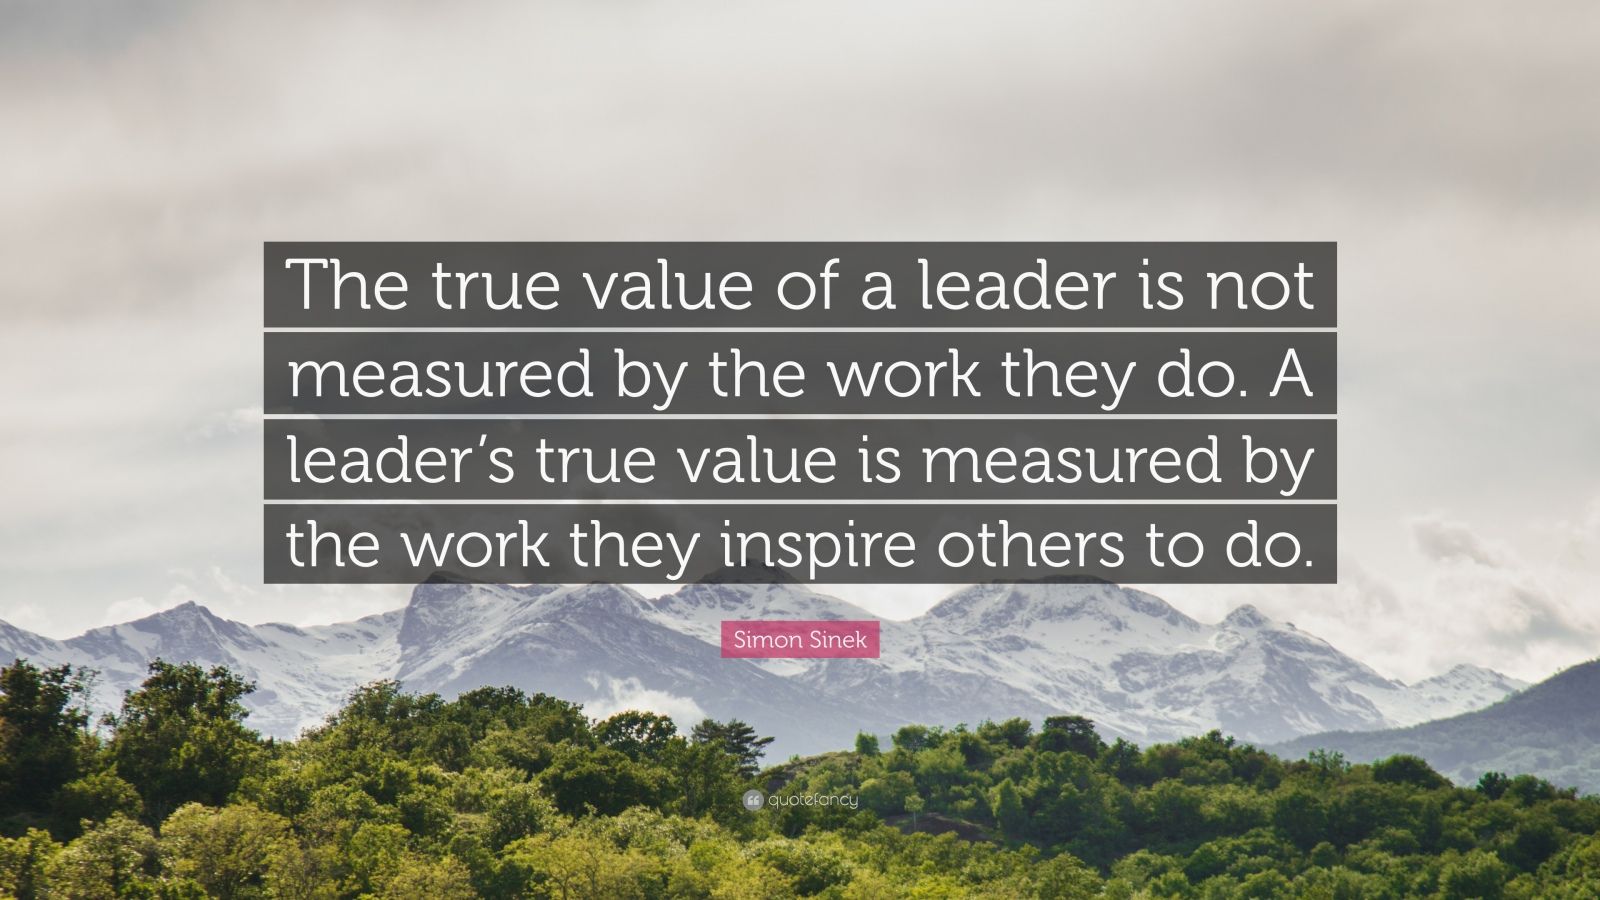 The true value of a leader is not
measured by the work they do. A
leader’s true value is measured by
the work they inspire others to do.
Simon Sinek
quotefancy